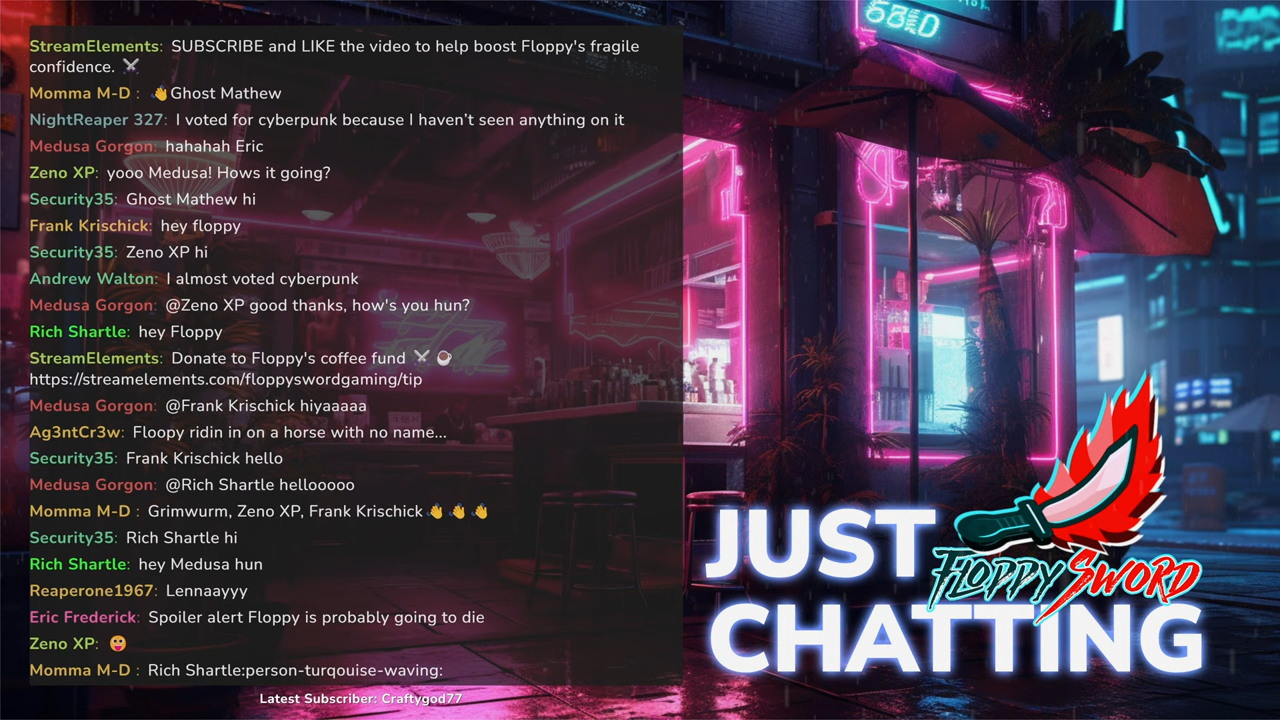 StreamElements: SUBSCRIBE and LIKE the video to help boost Floppy's fragile
confidence. ⚔
Momma M-D : 👋Ghost Mathew
NightReaper 327: I voted for cyberpunk because I haven't seen anything on it
Medusa Gorgon: hahahah Eric
Zeno XP: yooo Medusa! Hows it going?
Security35: Ghost Mathew hi
Frank Krischick: hey floppy
Security35: Zeno XP hi
Andrew Walton: I almost voted cyberpunk
Medusa Gorgon: @Zeno XP good thanks, how's you hun?
Rich Shartle: hey Floppy
StreamElements: Donate to Floppy's coffee fund ⚔ ☕
https://streamelements.com/floppyswordgaming/tip
Medusa Gorgon: @Frank Krischick hiyaaaaa
Ag3ntCr3w: Floopy ridin in on a horse with no name...
Security35: Frank Krischick hello
Medusa Gorgon: @Rich Shartle hellooooo
Momma M-D : Grimwurm, Zeno XP, Frank Krischick👋 👋 👋
Security35: Rich Shartle hi
Rich Shartle: hey Medusa hun
Reaperone1967: Lennaayyy
Eric Frederick: Spoiler alert Floppy is probably going to die
Zeno XP: 😛
Momma M-D : Rich Shartle:person-turqouise-waving:
Latest Subscriber: Craftygod77
JUST
FLOPPY SWORD
CHATTING